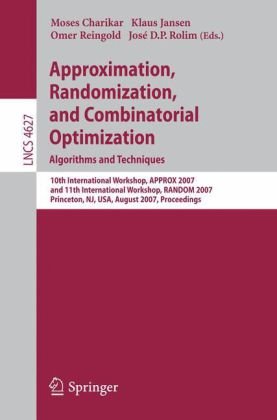 Moses Charikar Klaus Jansen
Omer Reingold José D.P. Rolim (Eds.)
LNCS 4627
Approximation,
Randomization,
and Combinatorial
Optimization
Algorithms and Techniques
10th International Workshop, APPROX 2007
and 11th International Workshop, RANDOM 2007
Princeton, NJ, USA, August 2007, Proceedings
Springer